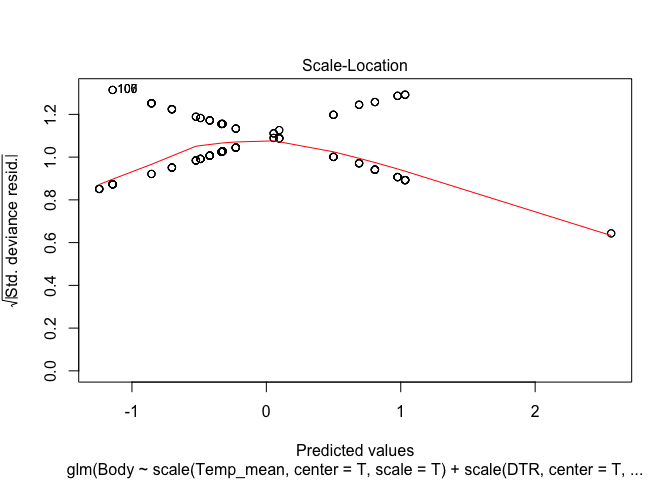 Scale-Location
√|Std. deviance resid.|
0.0 0.2 0.4 0.6 0.8 1.0 1.2
-1 0 1 2
Predicted values
glm(Body ~ scale(Temp_mean, center = T, scale = T) + scale(DTR, center = T, ...